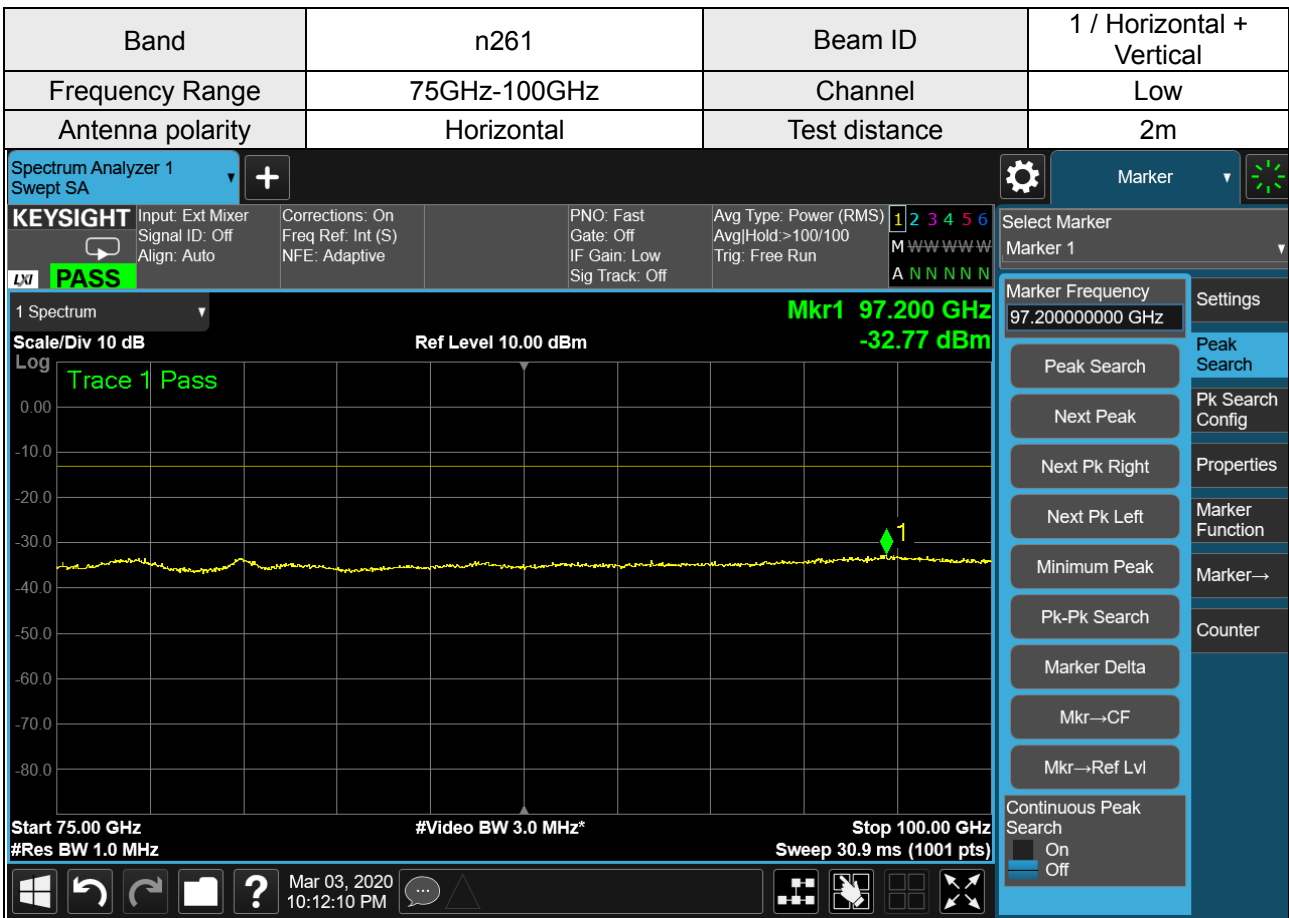 Band n261 Beam ID 1 / Horizontal + Vertical
Frequency Range 75GHz-100GHz Channel Low
Antenna polarity Horizontal Test distance 2m
Spectrum Analyzer 1
Swept SA
+
Marker
KEYSIGHT
LXI PASS
Input: Ext Mixer
Signal ID: Off
Align: Auto
Corrections: On
Freq Ref: Int (S)
NFE: Adaptive
PNO: Fast
Gate: Off
IF Gain: Low
Sig Track: Off
Avg Type: Power (RMS)
Avg|Hold:>100/100
Trig: Free Run
1 2 3 4 5 6
M W W W W W
A N N N N N
Select Marker
Marker 1
1 Spectrum
Mkr1 97.200 GHz
-32.77 dBm
Scale/Div 10 dB
Ref Level 10.00 dBm
Log
Trace 1 Pass
0.00
-10.0
-20.0
-30.0
-40.0
-50.0
-60.0
-70.0
-80.0
1
Start 75.00 GHz
#Res BW 1.0 MHz
#Video BW 3.0 MHz*
Stop 100.00 GHz
Sweep 30.9 ms (1001 pts)
Marker Frequency
97.200000000 GHz
Peak Search
Next Peak
Next Pk Right
Next Pk Left
Minimum Peak
Pk-Pk Search
Marker Delta
Mkr→CF
Mkr→Ref Lvl
Continuous Peak
Search
On
Off
Settings
Peak
Search
Pk Search
Config
Properties
Marker
Function
Marker→
Counter
?
Mar 03, 2020
10:12:10 PM